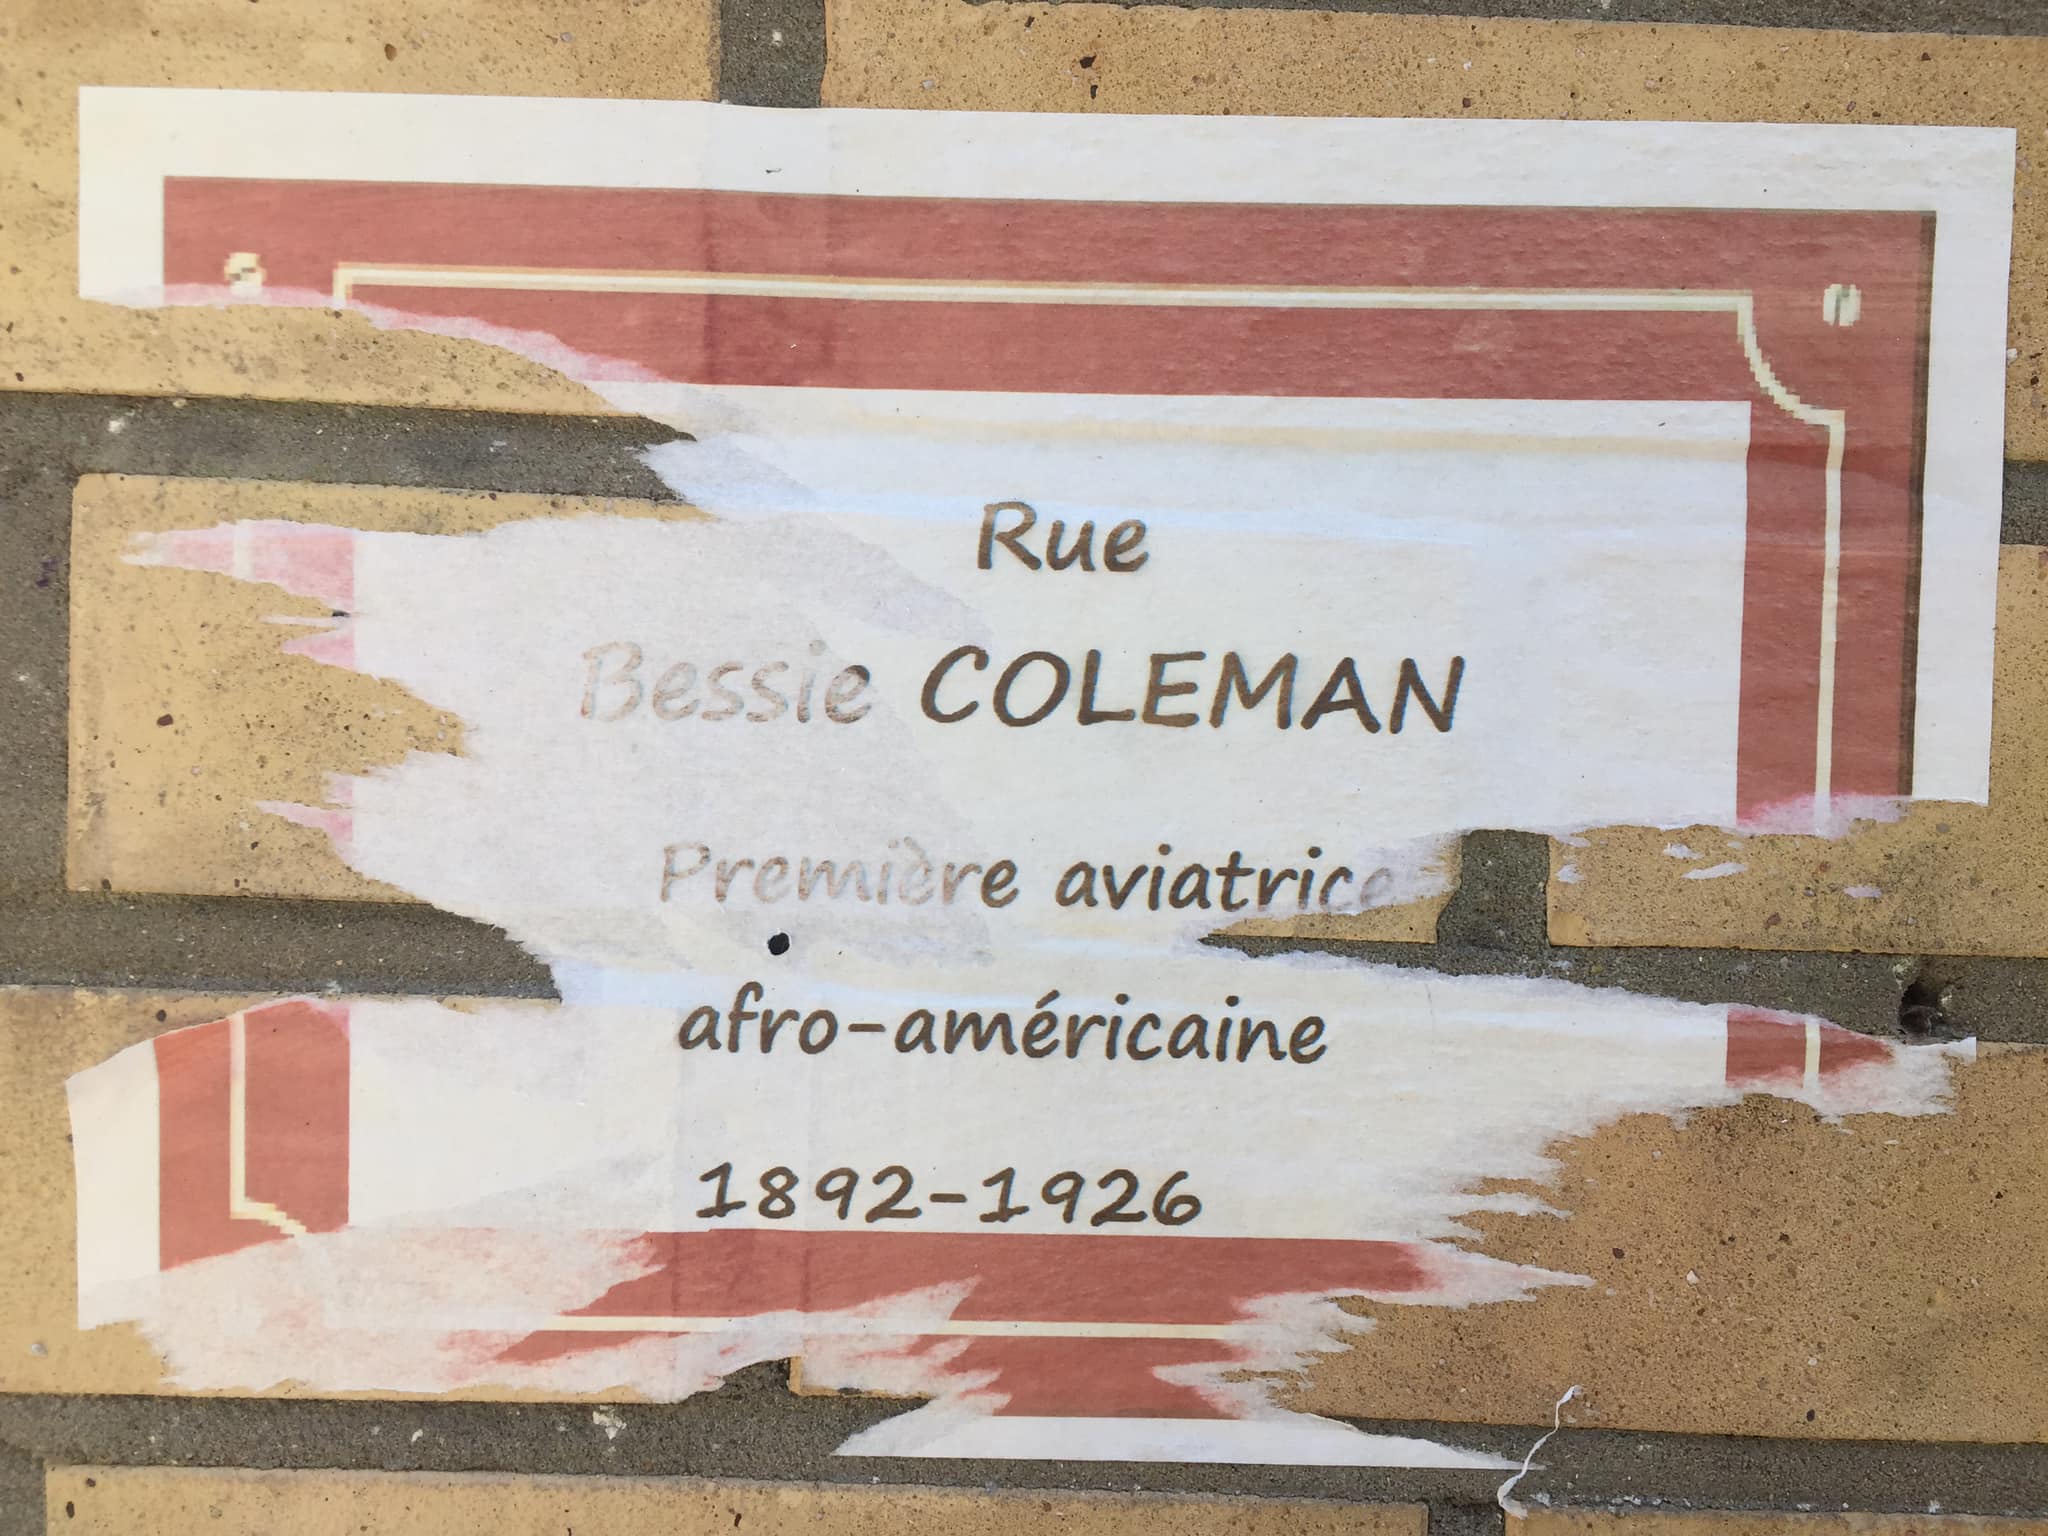 Rue
Bessie COLEMAN
Première aviatrice
afro-américaine
1892-1926